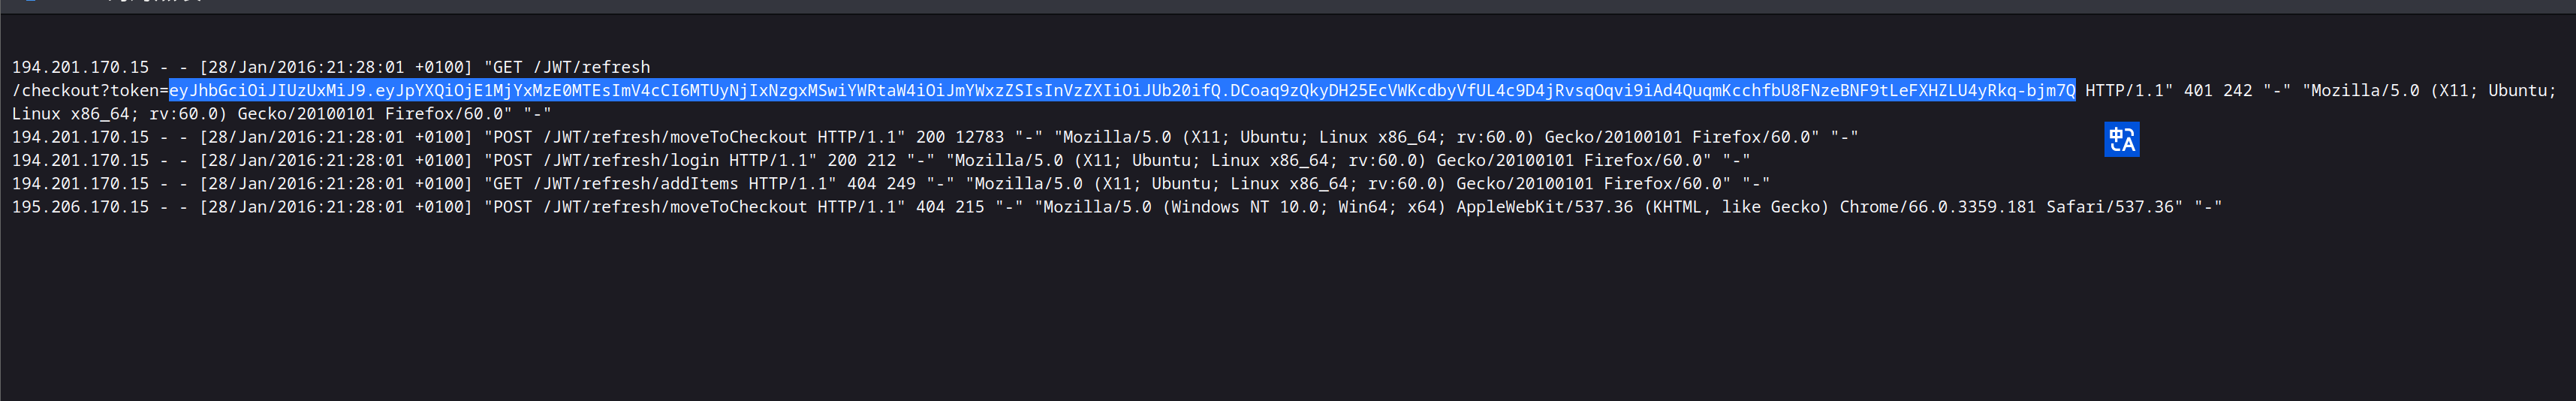 194.201.170.15 - - [28/Jan/2016:21:28:01 +0100] "GET /JWT/refresh
/checkout?token=eyJhbGciOiJIUzUxMiJ9.eyJpYXQiOjE1MjYxMzE0MTEsImV4cCI6MTUyNjIxNzgxMSwiYWRtaW4iOiJmYWxzZSIsInVzZXIiOiJUb20ifQ.DCoaq9zQkyDH25EcVWKcdbyVfUL4c9D4jRvsqOqvi9iAd4QuqmKcchfbU8FNzeBNF9tLeFXHZLU4yRkq-bjm7Q HTTP/1.1" 401 242 "-" "Mozilla/5.0 (X11; Ubuntu;
Linux x86_64; rv:60.0) Gecko/20100101 Firefox/60.0" "-"
194.201.170.15 - - [28/Jan/2016:21:28:01 +0100] "POST /JWT/refresh/moveToCheckout HTTP/1.1" 200 12783 "-" "Mozilla/5.0 (X11; Ubuntu; Linux x86_64; rv:60.0) Gecko/20100101 Firefox/60.0" "-"
194.201.170.15 - - [28/Jan/2016:21:28:01 +0100] "POST /JWT/refresh/login HTTP/1.1" 200 212 "-" "Mozilla/5.0 (X11; Ubuntu; Linux x86_64; rv:60.0) Gecko/20100101 Firefox/60.0" "-"
194.201.170.15 - - [28/Jan/2016:21:28:01 +0100] "GET /JWT/refresh/addItems HTTP/1.1" 404 249 "-" "Mozilla/5.0 (X11; Ubuntu; Linux x86_64; rv:60.0) Gecko/20100101 Firefox/60.0" "-"
195.206.170.15 - - [28/Jan/2016:21:28:01 +0100] "POST /JWT/refresh/moveToCheckout HTTP/1.1" 404 215 "-" "Mozilla/5.0 (Windows NT 10.0; Win64; x64) AppleWebKit/537.36 (KHTML, like Gecko) Chrome/66.0.3359.181 Safari/537.36" "-"
中A